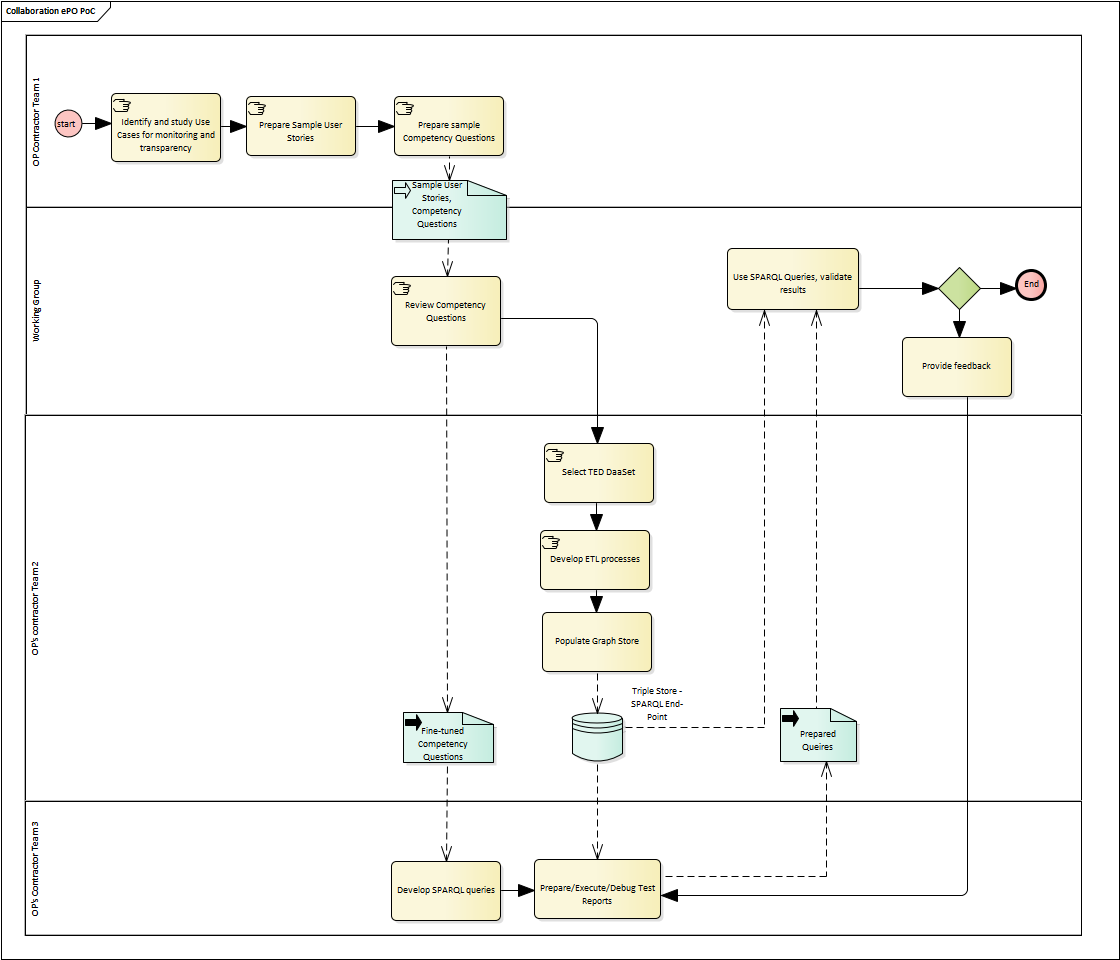 Collaboration ePO PoC
OP Contractor Team 1
start
Identify and study Use
Cases for monitoring and
transparency
Prepare Sample User
Stories
Prepare sample
Competency Questions
Sample User
Stories,
Competency
Questions
Working Group
Review Competency
Questions
Use SPARQL Queries, validate
results
End
Provide feedback
OP's contractor Team 2
Select TED DaaSet
Develop ETL processes
Populate Graph Store
Triple Store -
SPARQL End-
Point
Fine-tuned
Competency
Questions
Prepared
Queires
OP's Contractor Team 3
Develop SPARQL queries
Prepare/Execute/Debug Test
Reports